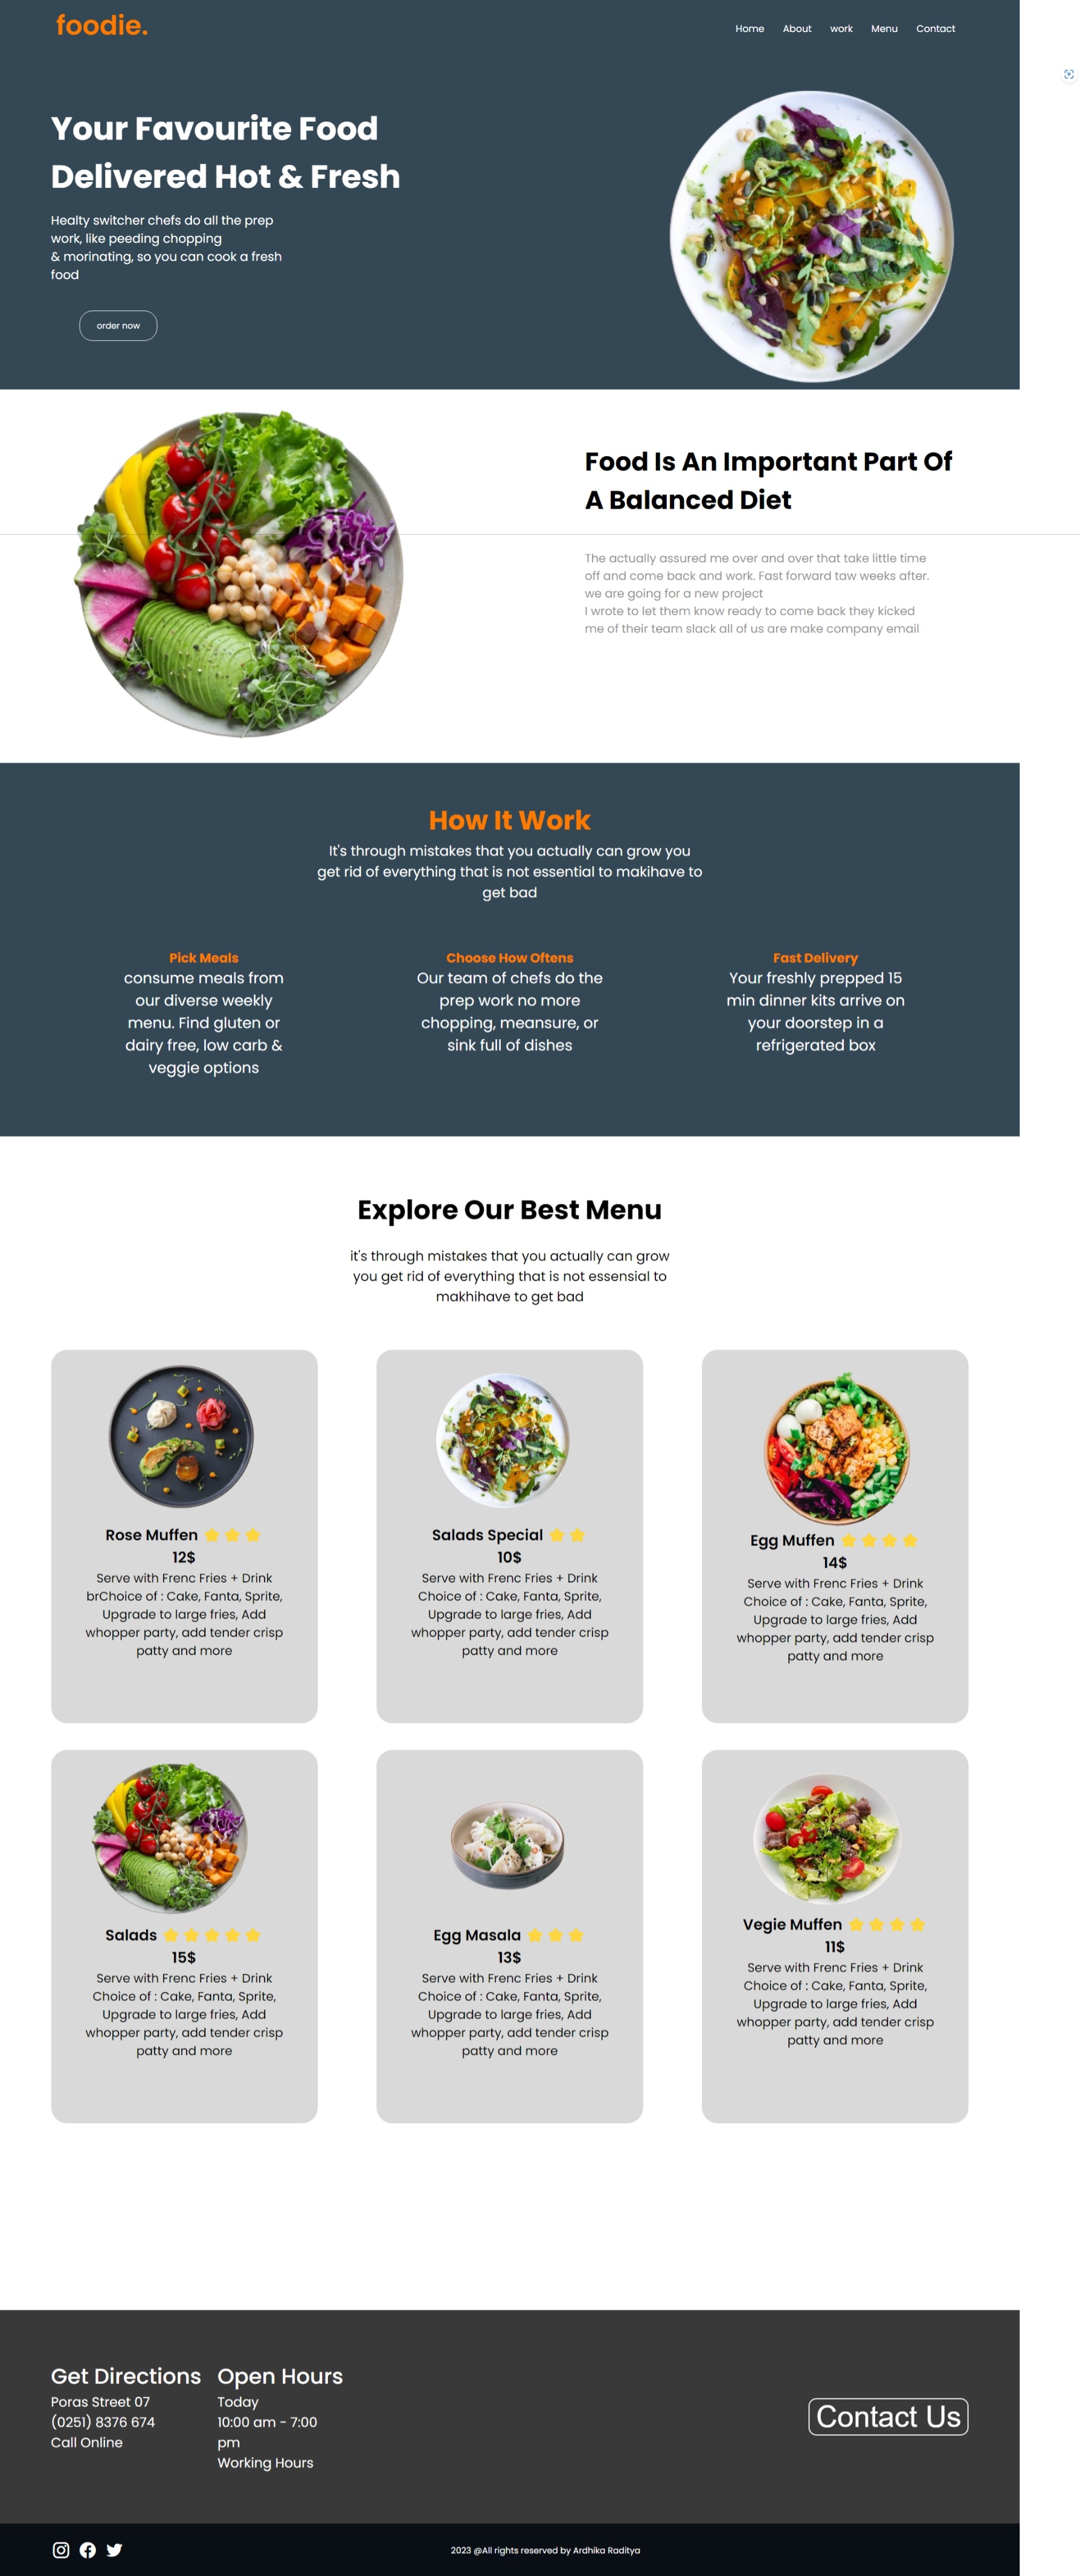 foodie.
Home About work Menu Contact
Your Favourite Food
Delivered Hot & Fresh
Healty switcher chefs do all the prep
work, like peeding chopping
& morinating, so you can cook a fresh
food
order now
Food Is An Important Part Of
A Balanced Diet
The actually assured me over and over that take little time
off and come back and work. Fast forward taw weeks after.
we are going for a new project
I wrote to let them know ready to come back they kicked
me of their team slack all of us are make company email
How It Work
It's through mistakes that you actually can grow you
get rid of everything that is not essential to makihave to
get bad
Pick Meals
consume meals from
our diverse weekly
menu. Find gluten or
dairy free, low carb &
veggie options
Choose How Oftens
Our team of chefs do the
prep work no more
chopping, meansure, or
sink full of dishes
Fast Delivery
Your freshly prepped 15
min dinner kits arrive on
your doorstep in a
refrigerated box
Explore Our Best Menu
it's through mistakes that you actually can grow
you get rid of everything that is not essensial to
makhihave to get bad
Rose Muffen
12$
Serve with Frenc Fries + Drink
brChoice of : Cake, Fanta, Sprite,
Upgrade to large fries, Add
whopper party, add tender crisp
patty and more
Salads Special
10$
Serve with Frenc Fries + Drink
Choice of : Cake, Fanta, Sprite,
Upgrade to large fries, Add
whopper party, add tender crisp
patty and more
Egg Muffen
14$
Serve with Frenc Fries + Drink
Choice of : Cake, Fanta, Sprite,
Upgrade to large fries, Add
whopper party, add tender crisp
patty and more
Salads
15$
Serve with Frenc Fries + Drink
Choice of : Cake, Fanta, Sprite,
Upgrade to large fries, Add
whopper party, add tender crisp
patty and more
Egg Masala
13$
Serve with Frenc Fries + Drink
Choice of : Cake, Fanta, Sprite,
Upgrade to large fries, Add
whopper party, add tender crisp
patty and more
Vegie Muffen
11$
Serve with Frenc Fries + Drink
Choice of : Cake, Fanta, Sprite,
Upgrade to large fries, Add
whopper party, add tender crisp
patty and more
Get Directions
Poras Street 07
(0251) 8376 674
Call Online
Open Hours
Today
10:00 am - 7:00
pm
Working Hours
Contact Us
2023 @All rights reserved by Ardhika Raditya